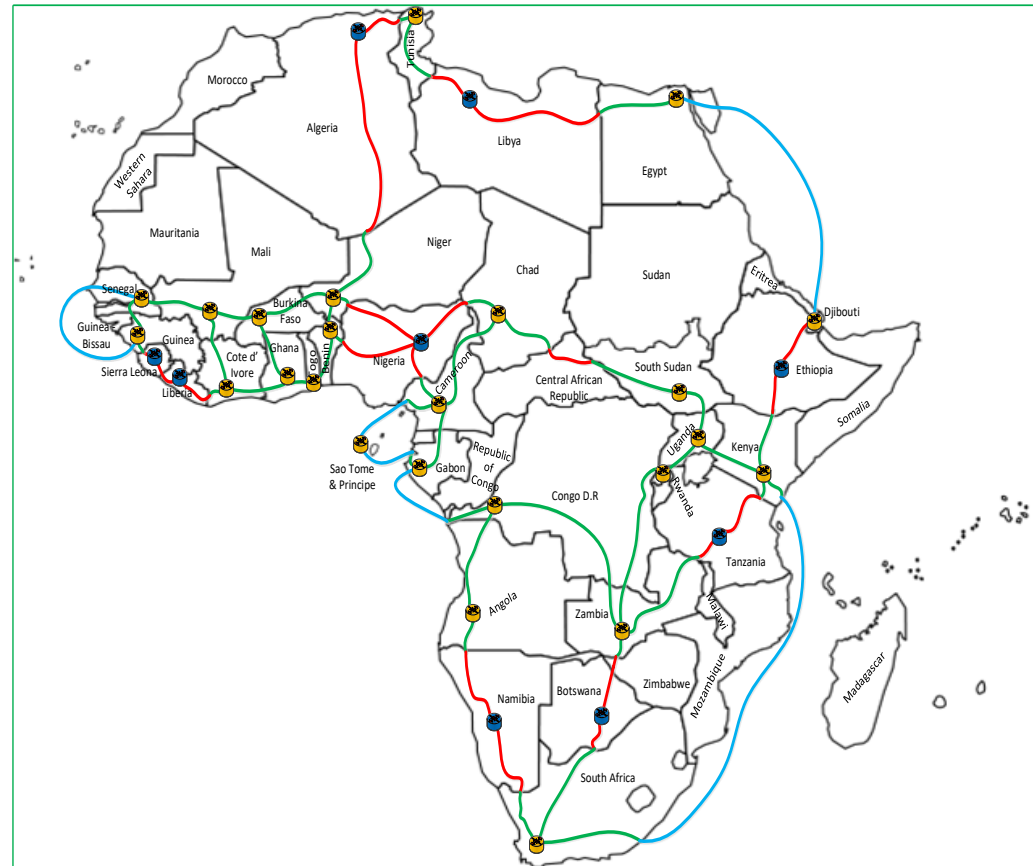 Tunisia
Morocco
Algeria
Libya
Egypt
Western
Sahara
Mauritania
Mali
Niger
Chad
Sudan
Eritrea
Djibouti
Senegal
Burkina
Faso
Guinea-
Bissau
Guinea
Sierra Leona
Liberia
Cote d’
Ivore
Ghana
Togo
Benin
Nigeria
Cameroon
Central African
Republic
South Sudan
Ethiopia
Somalia
Sao Tome
& Principe
Gabon
Republic
of
Congo
Congo D.R
Uganda
Rwanda
Kenya
Tanzania
Angola
Zambia
Malawi
Mozambique
Madagascar
Namibia
Botswana
Zimbabwe
South Africa